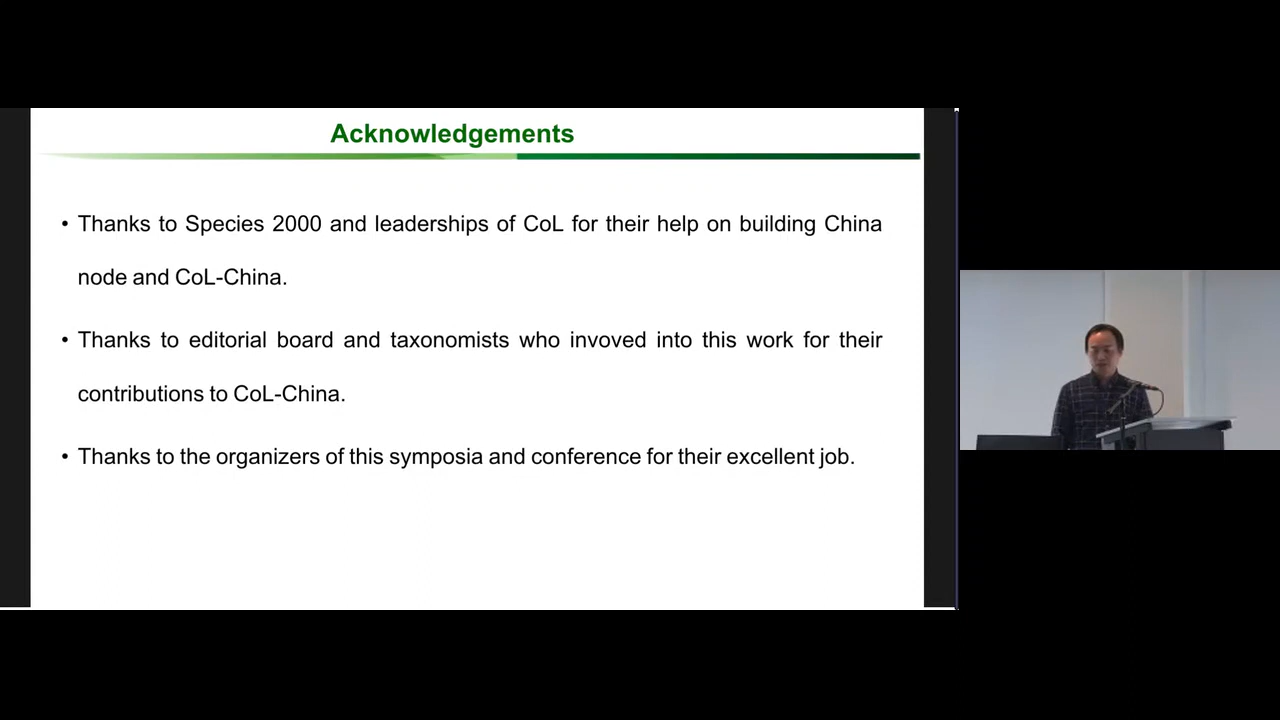 Acknowledgements
• Thanks to Species 2000 and leaderships of CoL for their help on building China
node and CoL-China.
• Thanks to editorial board and taxonomists who invoved into this work for their
contributions to CoL-China.
• Thanks to the organizers of this symposia and conference for their excellent job.